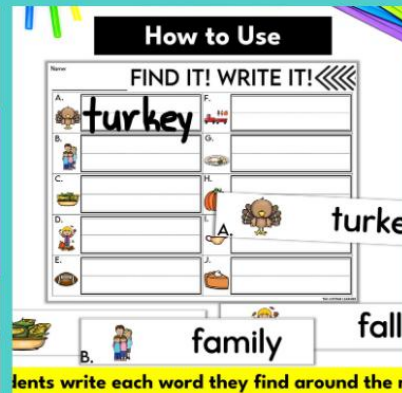 How to Use
Name
FIND IT! WRITE IT!
A. turkey F.
B. G.
C. H.
D. I.
E. J.
A. turke
B. family
fall
dents write each word they find around the r